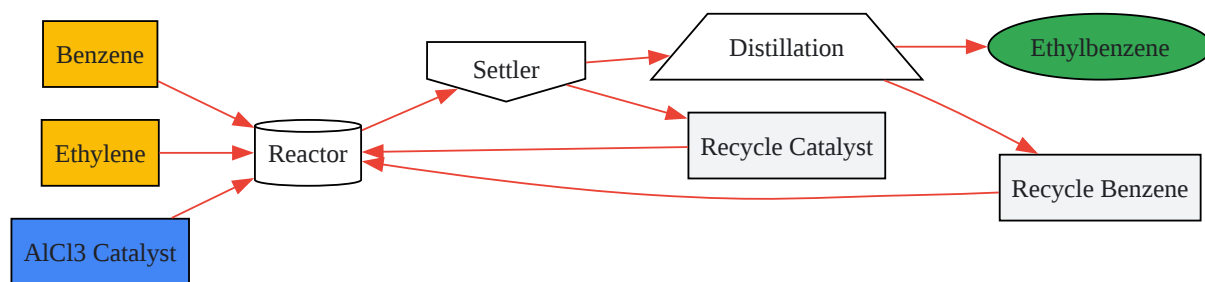 Benzene
Ethylene
AlCl3 Catalyst
Reactor
Settler
Distillation
Ethylbenzene
Recycle Catalyst
Recycle Benzene